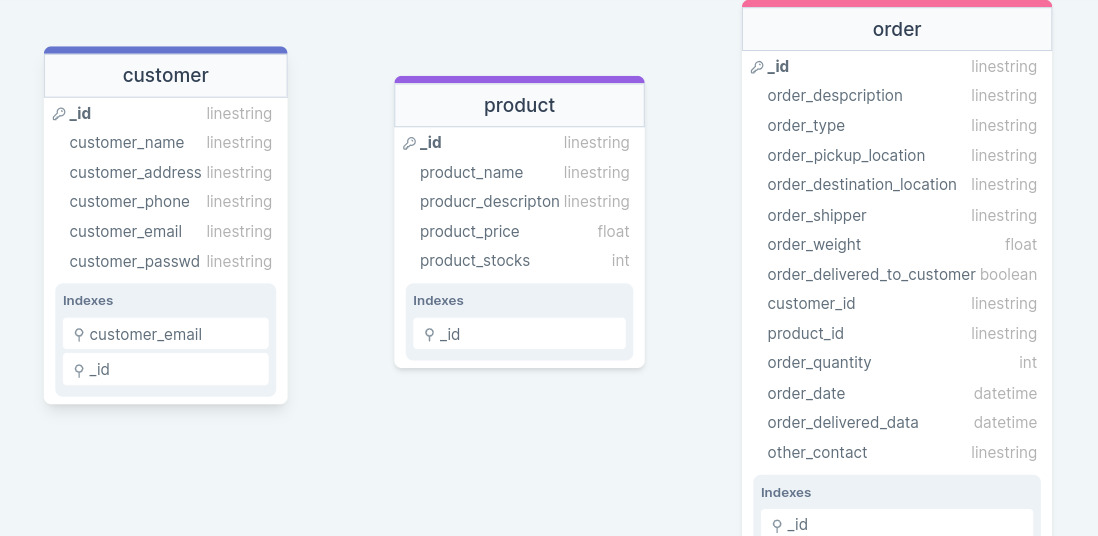 customer
_id linestring
customer_name linestring
customer_address linestring
customer_phone linestring
customer_email linestring
customer_passwd linestring
Indexes
customer_email
_id
product
_id linestring
product_name linestring
producr_descripton linestring
product_price float
product_stocks int
Indexes
_id
order
_id linestring
order_despcription linestring
order_type linestring
order_pickup_location linestring
order_destination_location linestring
order_shipper linestring
order_weight float
order_delivered_to_customer boolean
customer_id linestring
product_id linestring
order_quantity int
order_date datetime
order_delivered_data datetime
other_contact linestring
Indexes
_id